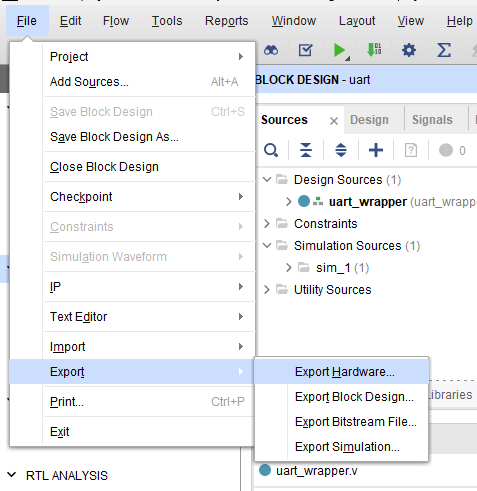 File Edit Flow Tools Reports Window Layout View Help
Project
Add Sources... Alt+A
Save Block Design Ctrl+S
Save Block Design As...
Close Block Design
Checkpoint
Constraints
Simulation Waveform
IP
Text Editor
Import
Export
Print... Ctrl+P
Exit
Export Hardware...
Export Block Design...
Export Bitstream File...
Export Simulation...
BLOCK DESIGN - uart
Sources Design Signals
0
Design Sources (1)
uart_wrapper (uart_wrapp
Constraints
Simulation Sources (1)
sim_1 (1)
Utility Sources
Libraries
uart_wrapper.v
RTL ANALYSIS